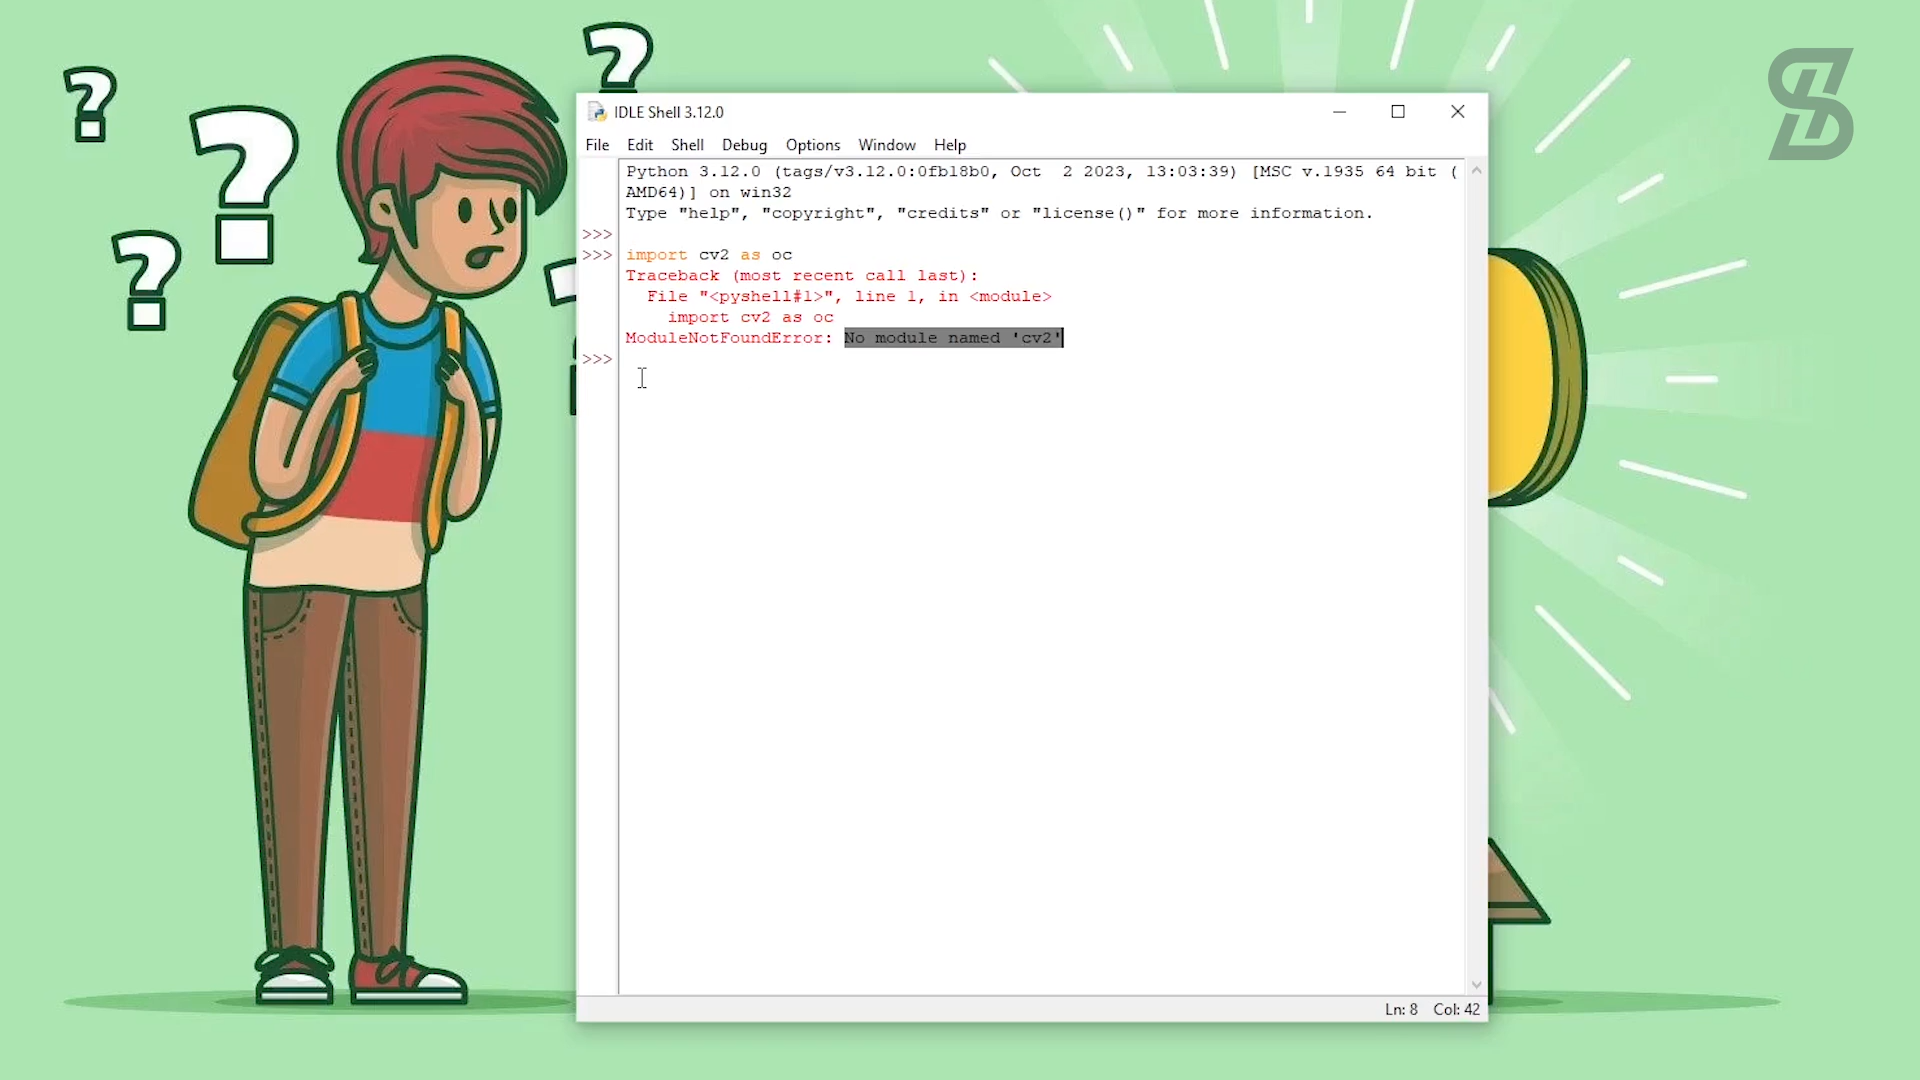 ? ? ? ?
IDLE Shell 3.12.0
File Edit Shell Debug Options Window Help
Python 3.12.0 (tags/v3.12.0:0fb18b0, Oct  2 2023, 13:03:39) [MSC v.1935 64 bit (
AMD64)] on win32
Type "help", "copyright", "credits" or "license()" for more information.
>>>
>>> import cv2 as oc
Traceback (most recent call last):
  File "<pyshell#1>", line 1, in <module>
    import cv2 as oc
ModuleNotFoundError: No module named 'cv2'
>>>
Ln: 8 Col: 42